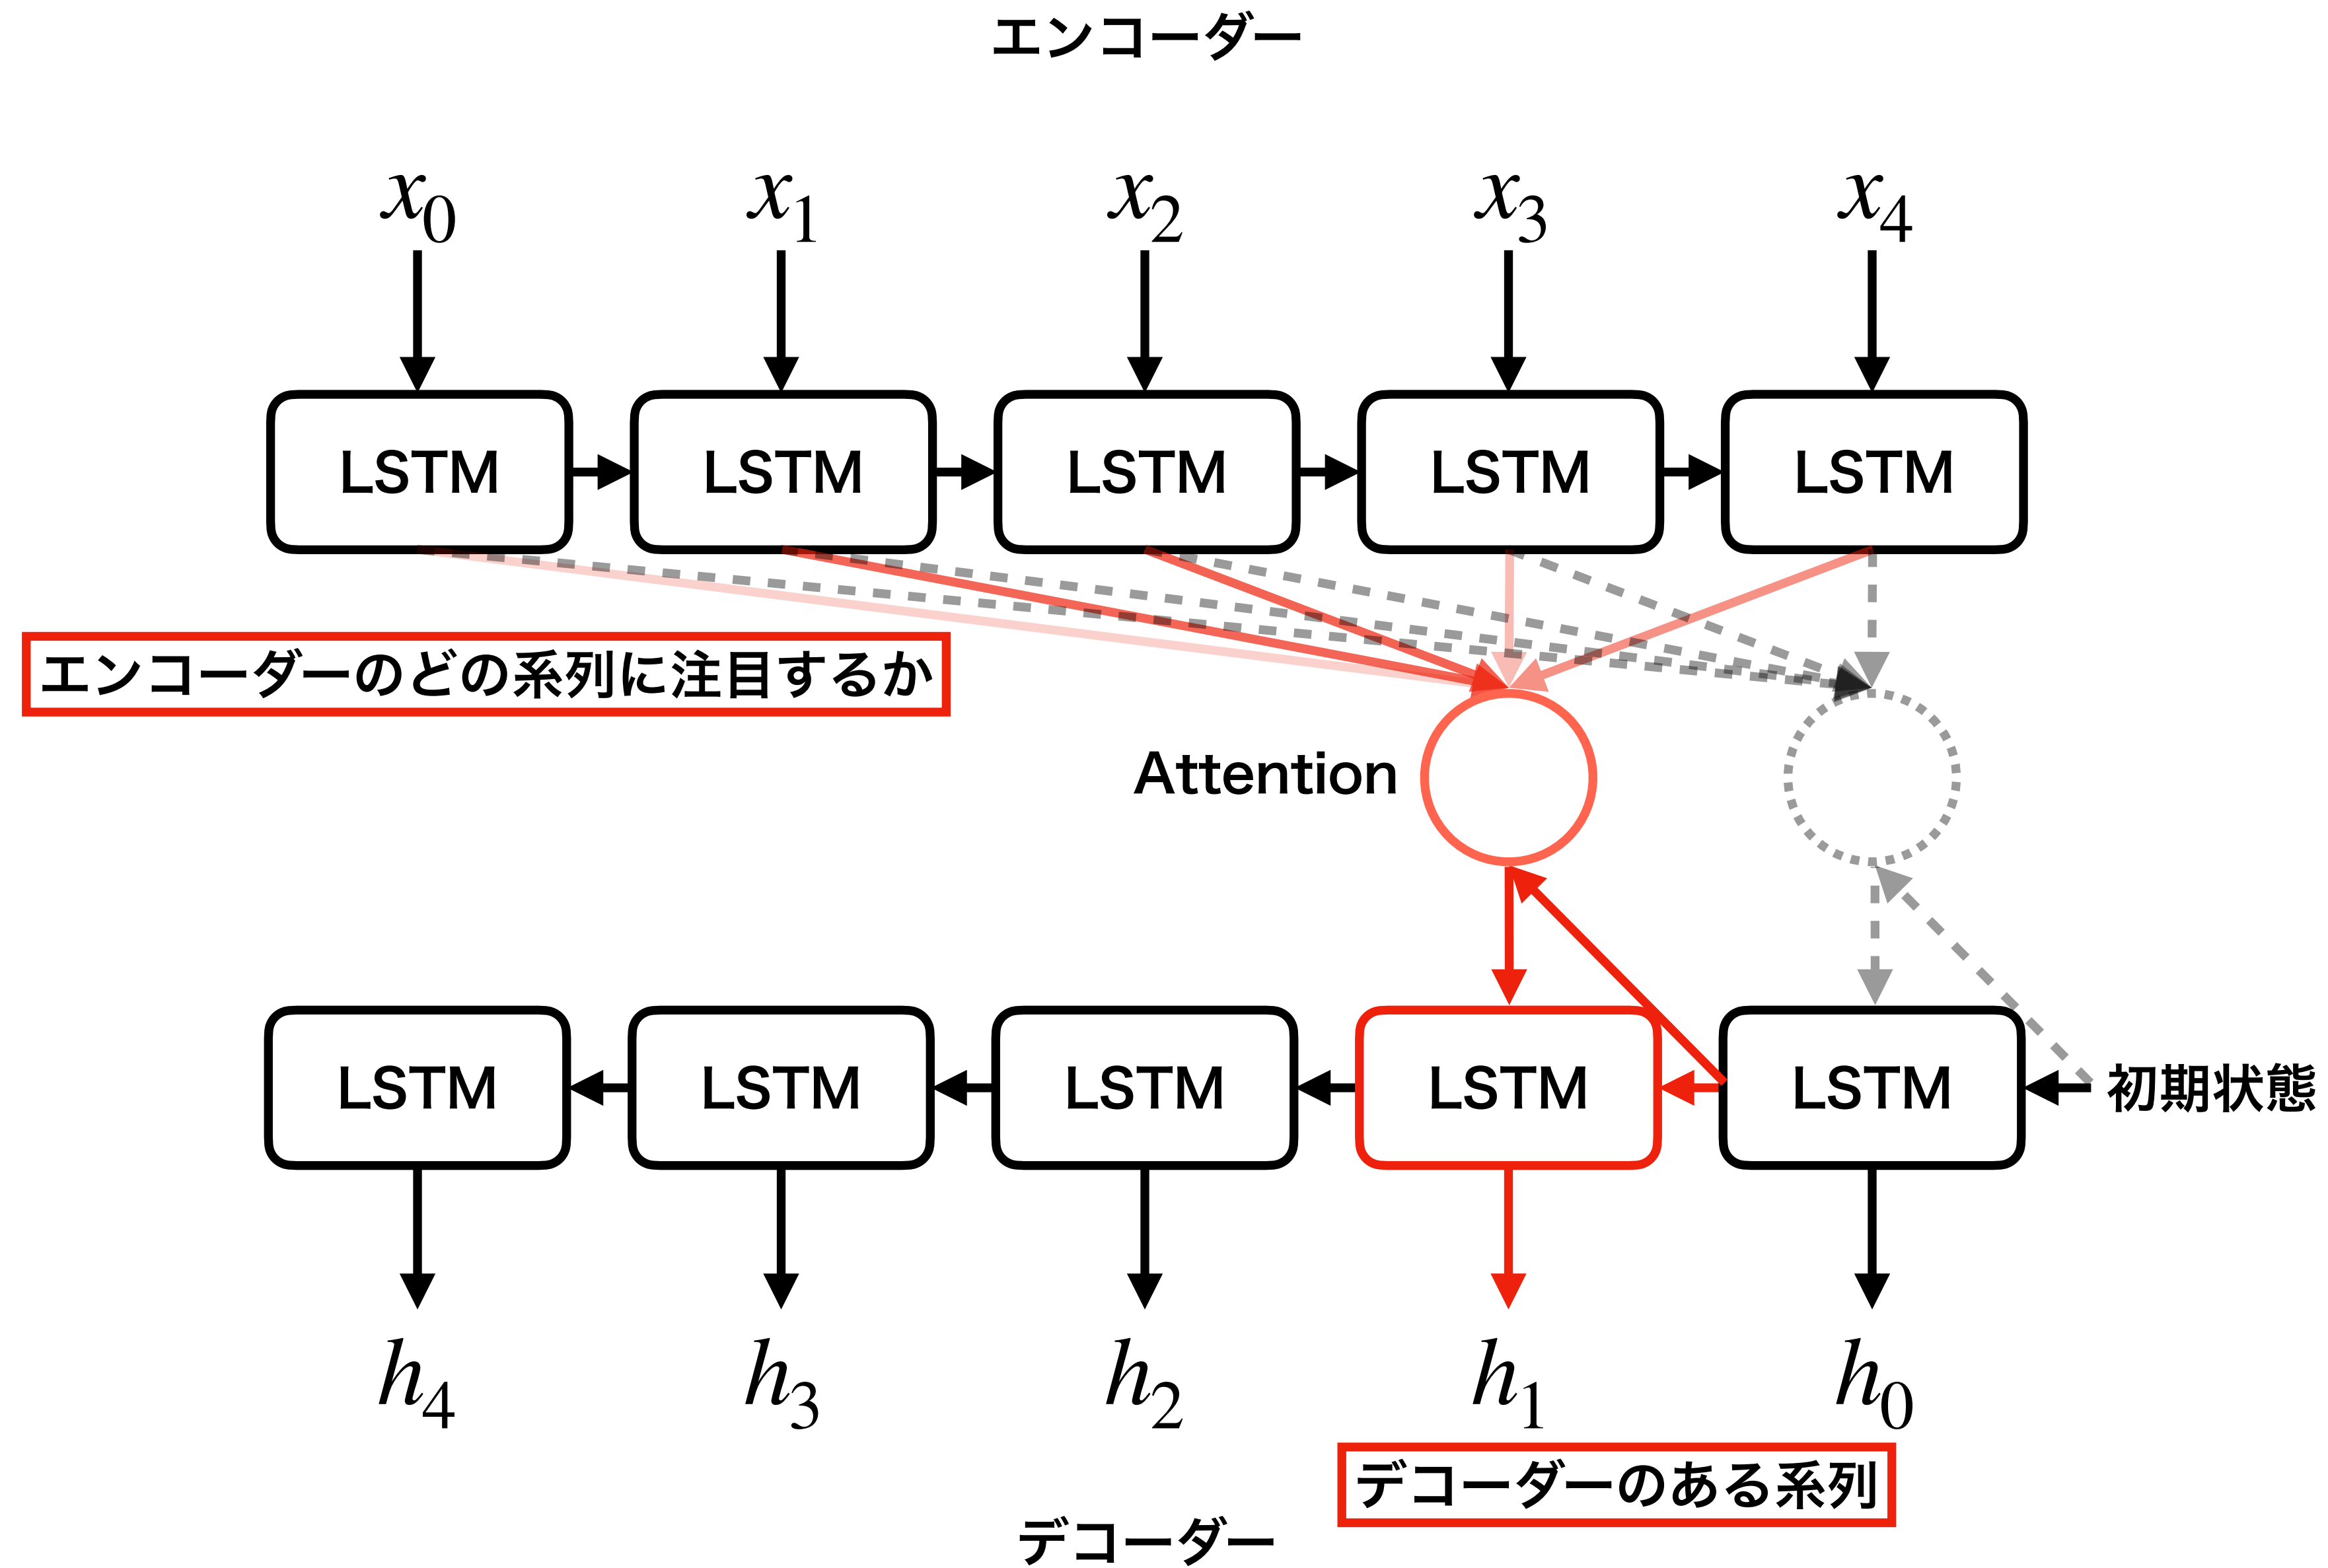 エンコーダー
x0 x1 x2 x3 x4
LSTM LSTM LSTM LSTM LSTM
エンコーダーのどの系列に注目するか
Attention
LSTM LSTM LSTM LSTM LSTM 初期状態
h4 h3 h2 h1 h0
デコーダーのある系列
デコーダー